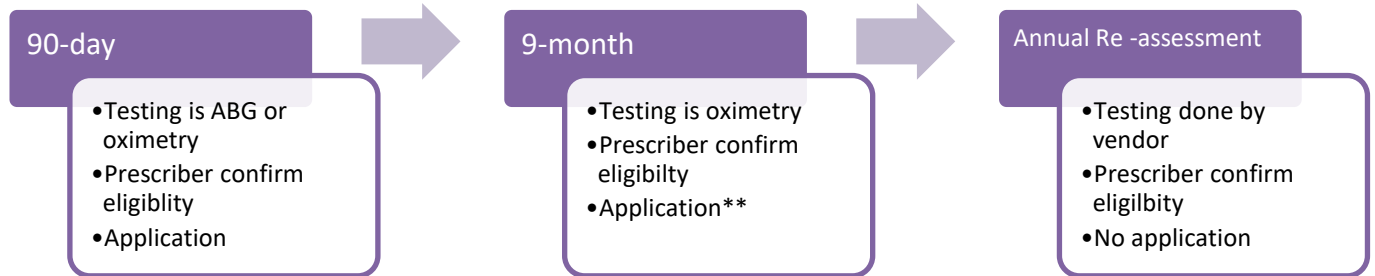 90-day
•Testing is ABG or
oximetry
•Prescriber confirm
eligiblity
•Application
9-month
•Testing is oximetry
•Prescriber confirm
eligibilty
•Application**
Annual Re -assessment
•Testing done by
vendor
•Prescriber confirm
eligilbity
•No application